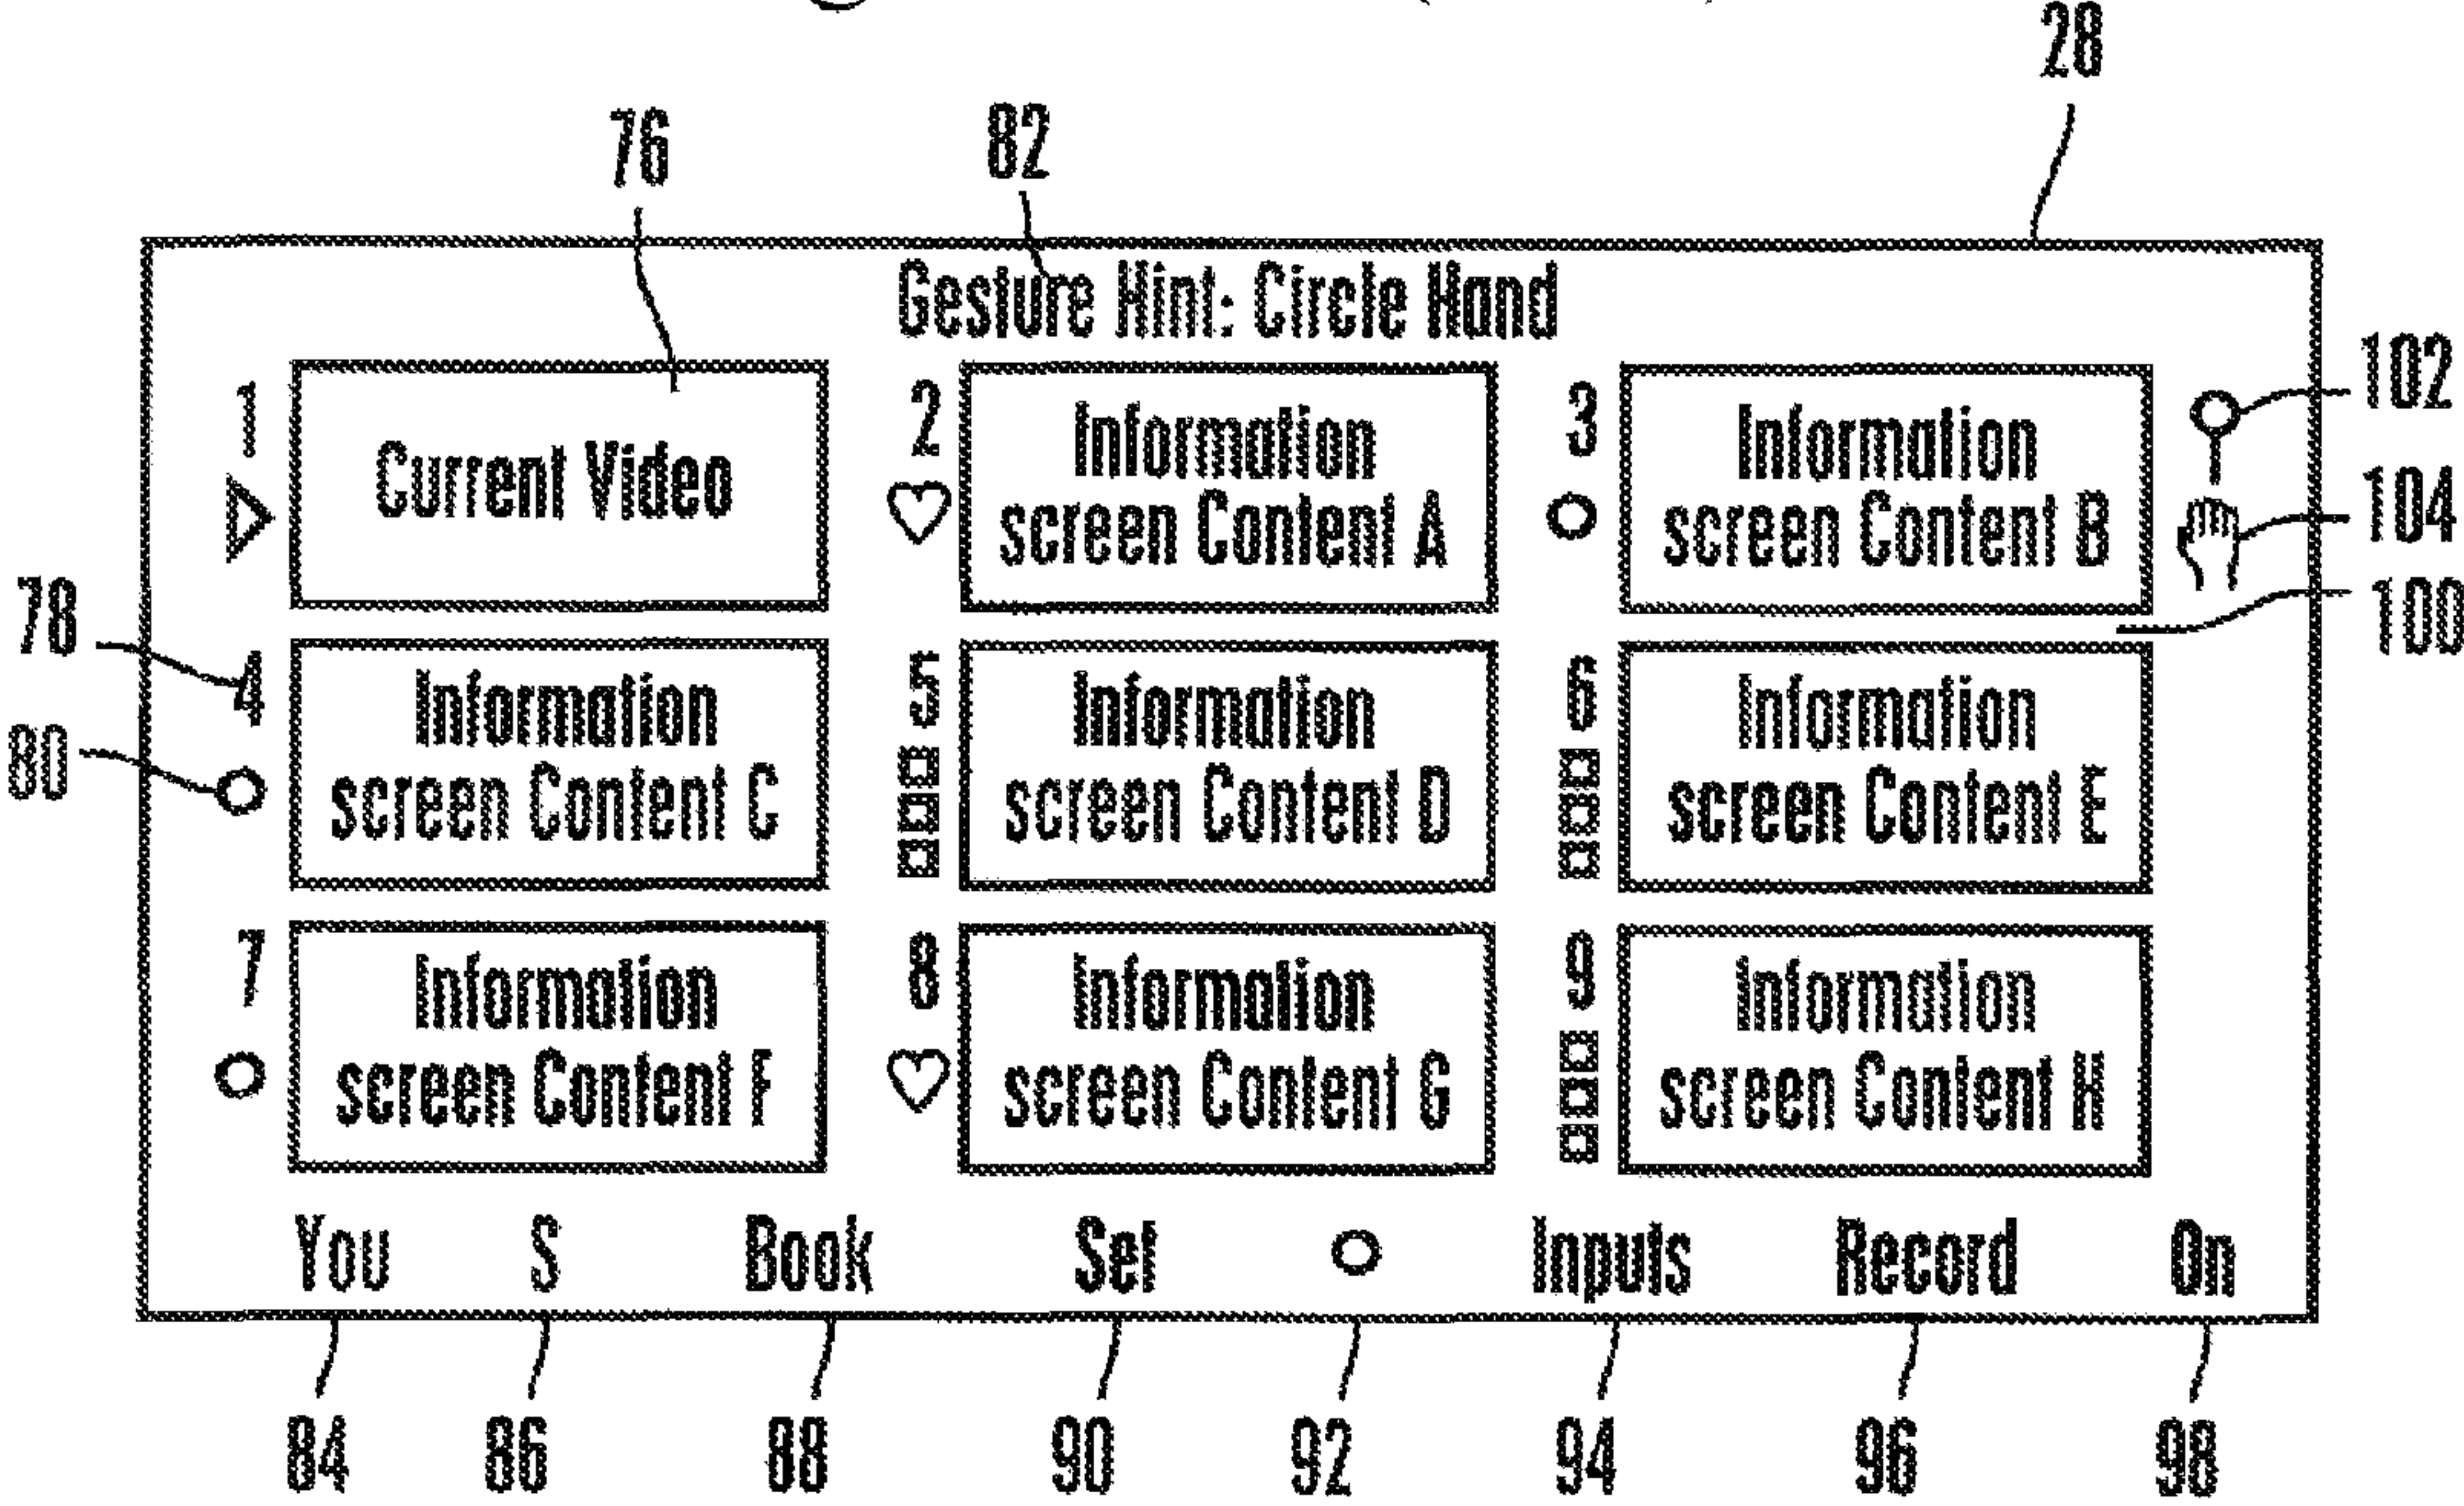 28
76 82
Gesture Hint: Circle Hand
1 Current Video
2 Information
screen Content A
3 Information
screen Content B
102
104
100
78
80
4 Information
screen Content C
5 Information
screen Content D
6 Information
screen Content E
7 Information
screen Content F
8 Information
screen Content G
9 Information
screen Content H
You S Book Set Inputs Record On
84 86 88 90 92 94 96 98